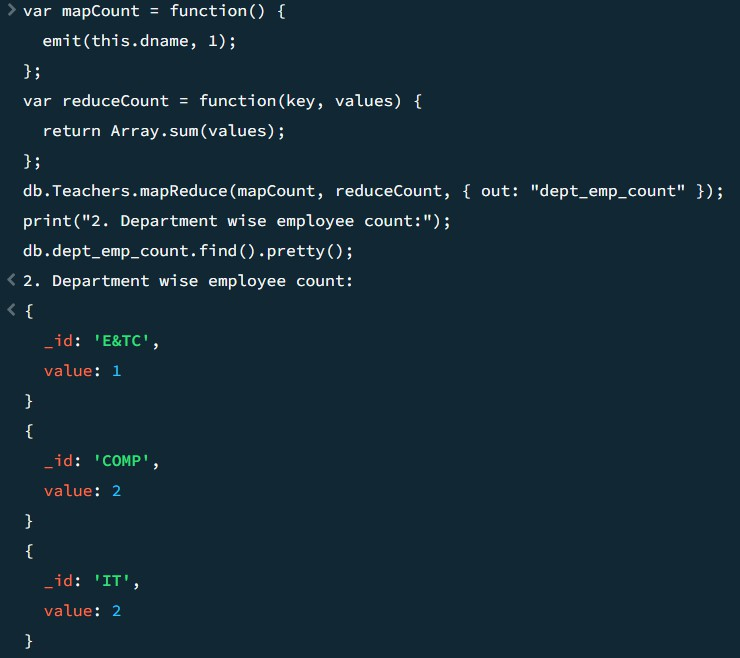 > var mapCount = function() {
emit(this.dname, 1);
};
var reduceCount = function(key, values) {
return Array.sum(values);
};
db.Teachers.mapReduce(mapCount, reduceCount, { out: "dept_emp_count" });
print("2. Department wise employee count:");
db.dept_emp_count.find().pretty();
< 2. Department wise employee count:
< {
_id: 'E&TC',
value: 1
}
{
_id: 'COMP',
value: 2
}
{
_id: 'IT',
value: 2
}